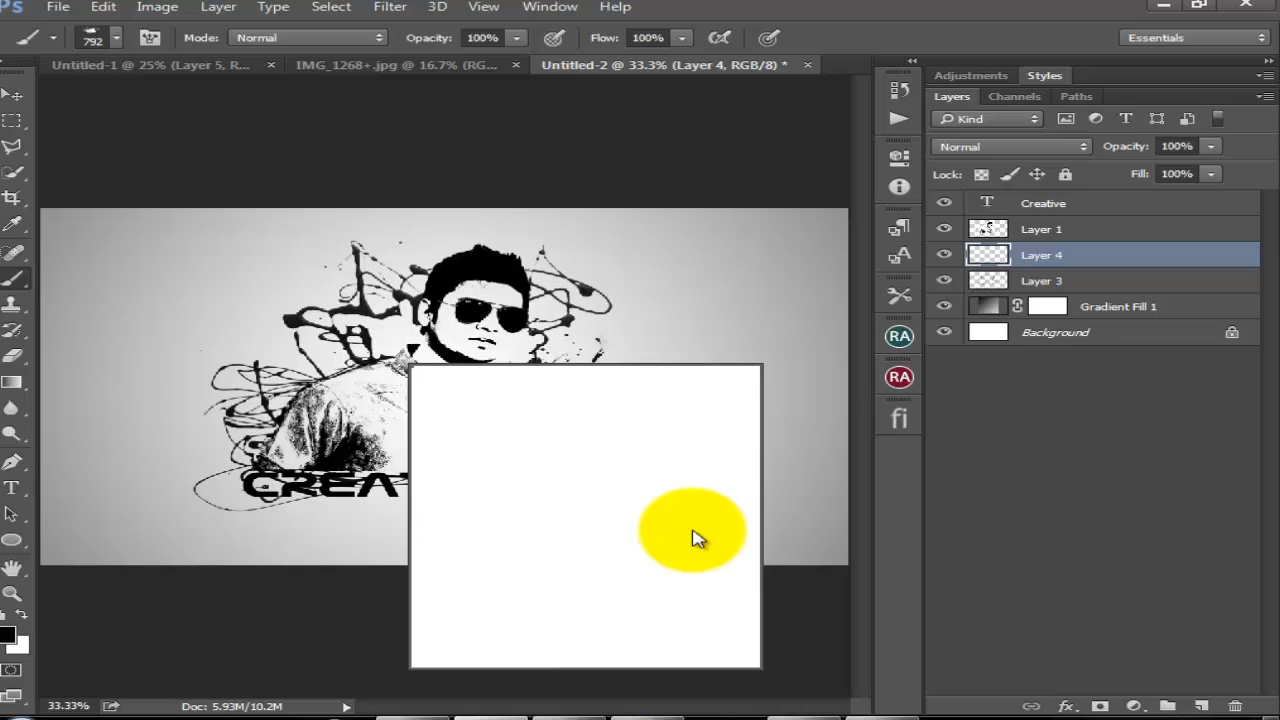 Ps File Edit Image Layer Type Select Filter 3D View Window Help
792 Mode: Normal Opacity: 100% Flow: 100% Essentials
Untitled-1 @ 25% (Layer 5, R... × IMG_1268+.jpg @ 16.7% (RG... × Untitled-2 @ 33.3% (Layer 4, RGB/8) * ×
Adjustments Styles
Layers Channels Paths
Kind
Normal Opacity: 100%
Lock: Fill: 100%
T Creative
Layer 1
Layer 4
Layer 3
Gradient Fill 1
Background
RA
RA
fi
CREA
33.33% Doc: 5.93M/10.2M
fx